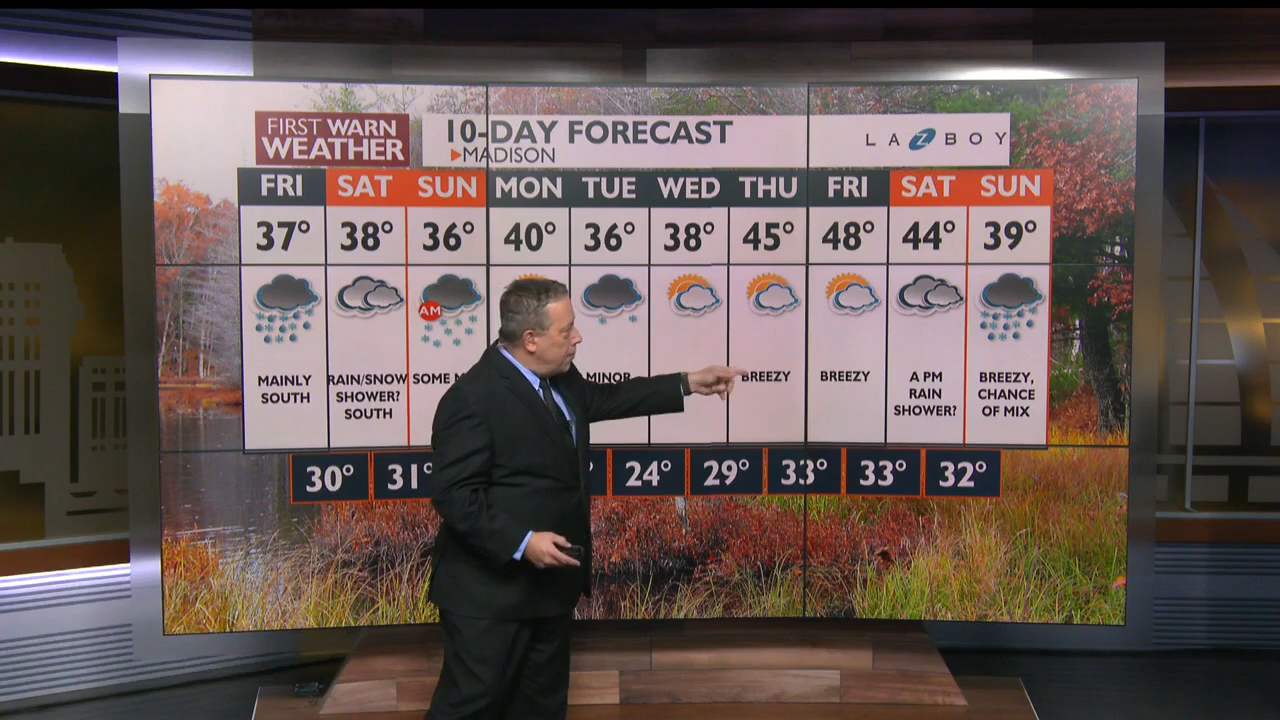 FIRST WARN
WEATHER
10-DAY FORECAST
MADISON
LA Z BOY
FRI SAT SUN MON TUE WED THU FRI SAT SUN
37° 38° 36° 40° 36° 38° 45° 48° 44° 39°
AM
MAINLY
SOUTH
RAIN/SNOW
SHOWER?
SOUTH
SOME
MINOR
BREEZY
BREEZY
A PM
RAIN
SHOWER?
BREEZY,
CHANCE
OF MIX
30° 31° 24° 29° 33° 33° 32°